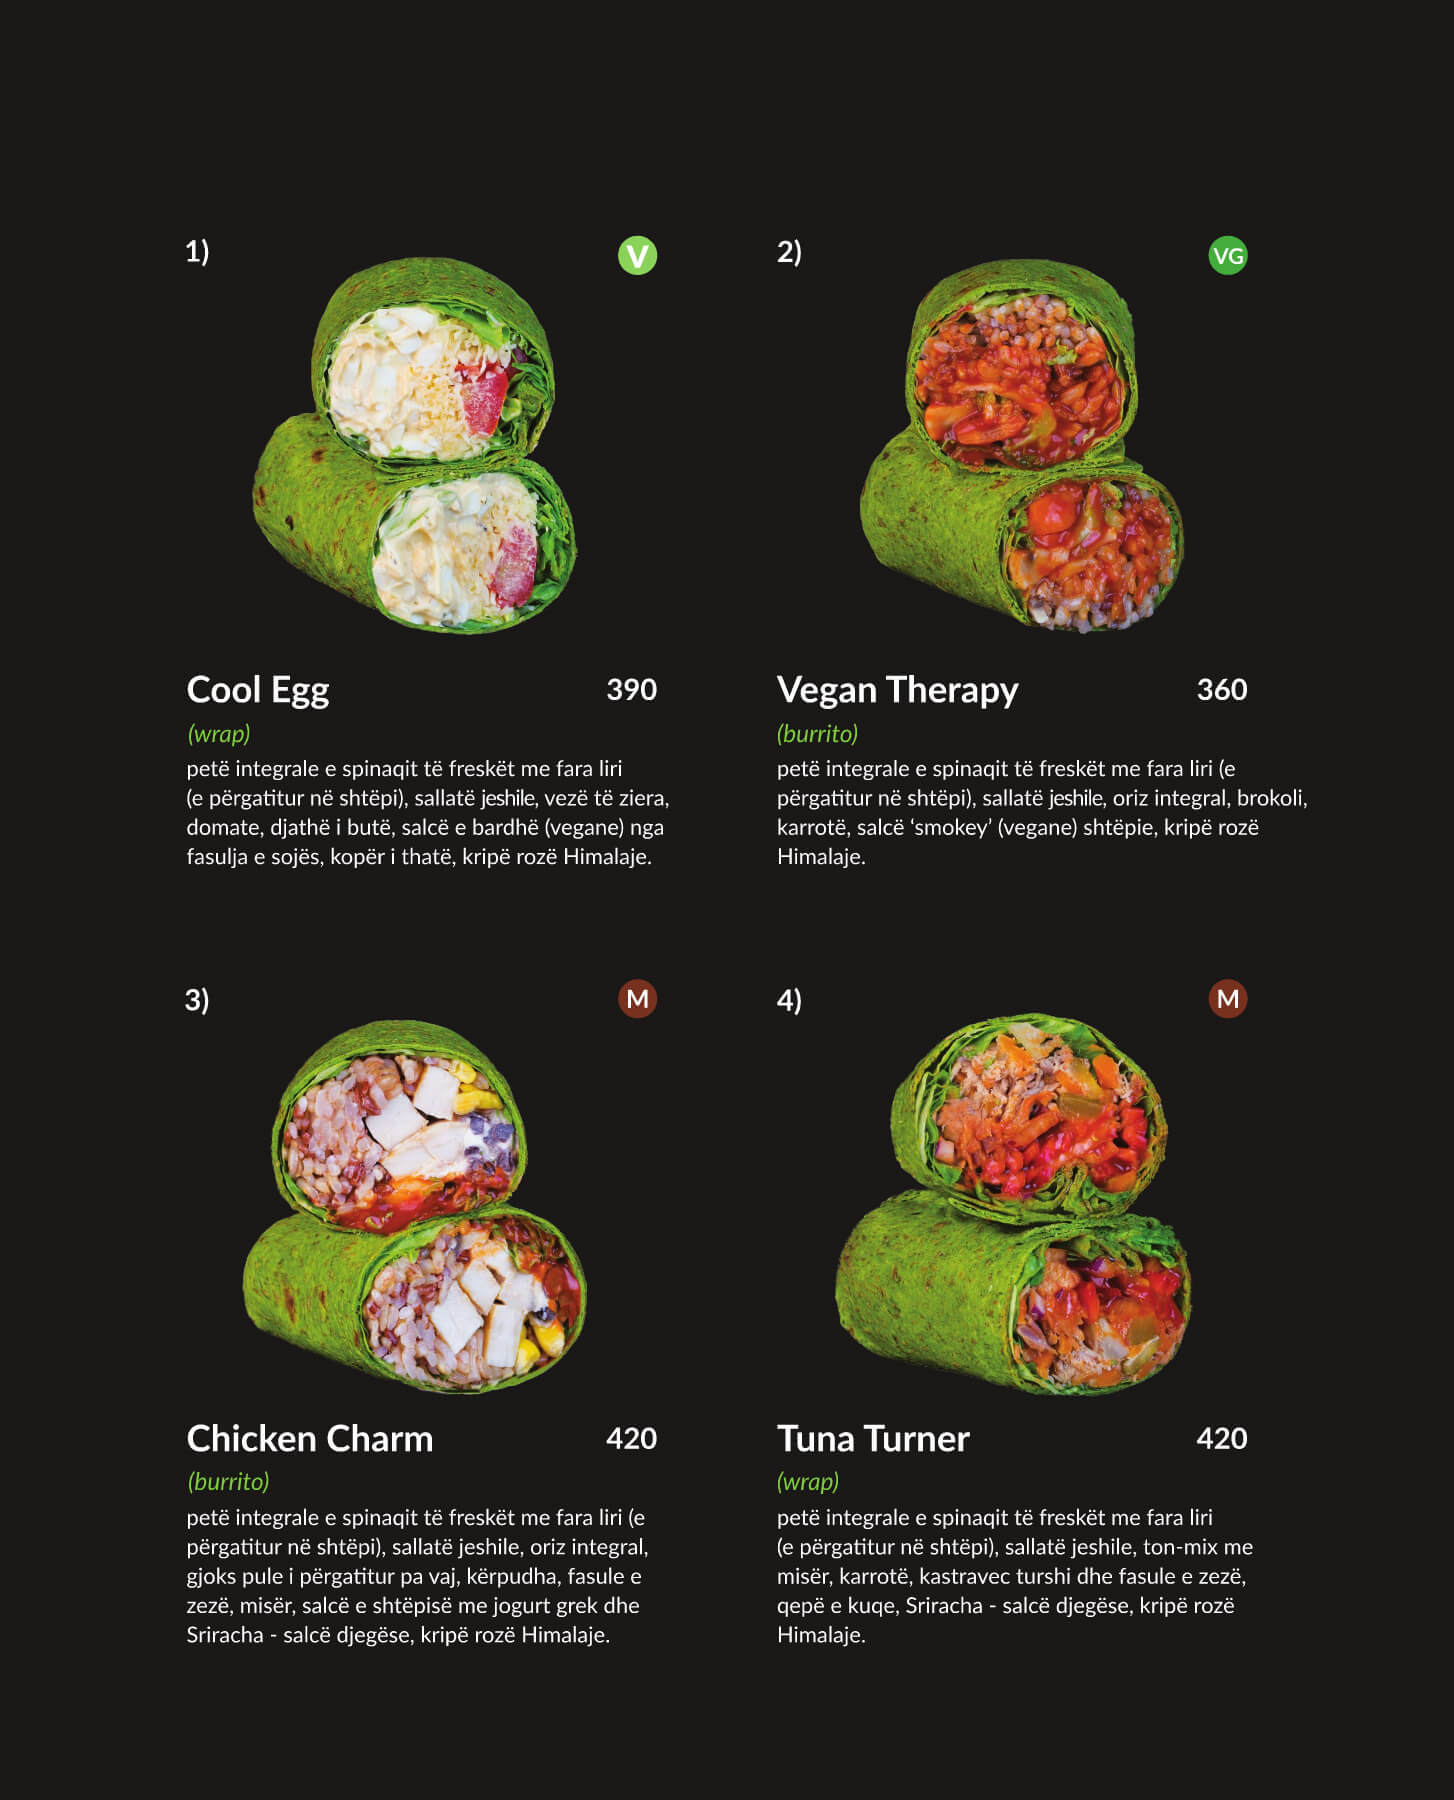 1)
V
Cool Egg 390
(wrap)
petë integrale e spinaqit të freskët me fara liri
(e përgatitur në shtëpi), sallatë jeshile, vezë të ziera,
domate, djathë i butë, salcë e bardhë (vegane) nga
fasulja e sojës, kopër i thatë, kripë rozë Himalaje.
2)
VG
Vegan Therapy 360
(burrito)
petë integrale e spinaqit të freskët me fara liri (e
përgatitur në shtëpi), sallatë jeshile, oriz integral, brokoli,
karrotë, salcë ‘smokey’ (vegane) shtëpie, kripë rozë
Himalaje.
3)
M
Chicken Charm 420
(burrito)
petë integrale e spinaqit të freskët me fara liri (e
përgatitur në shtëpi), sallatë jeshile, oriz integral,
gjoks pule i përgatitur pa vaj, kërpudha, fasule e
zezë, misër, salcë e shtëpisë me jogurt grek dhe
Sriracha - salcë djegëse, kripë rozë Himalaje.
4)
M
Tuna Turner 420
(wrap)
petë integrale e spinaqit të freskët me fara liri
(e përgatitur në shtëpi), sallatë jeshile, ton-mix me
misër, karrotë, kastravec turshi dhe fasule e zezë,
qepë e kuqe, Sriracha - salcë djegëse, kripë rozë
Himalaje.